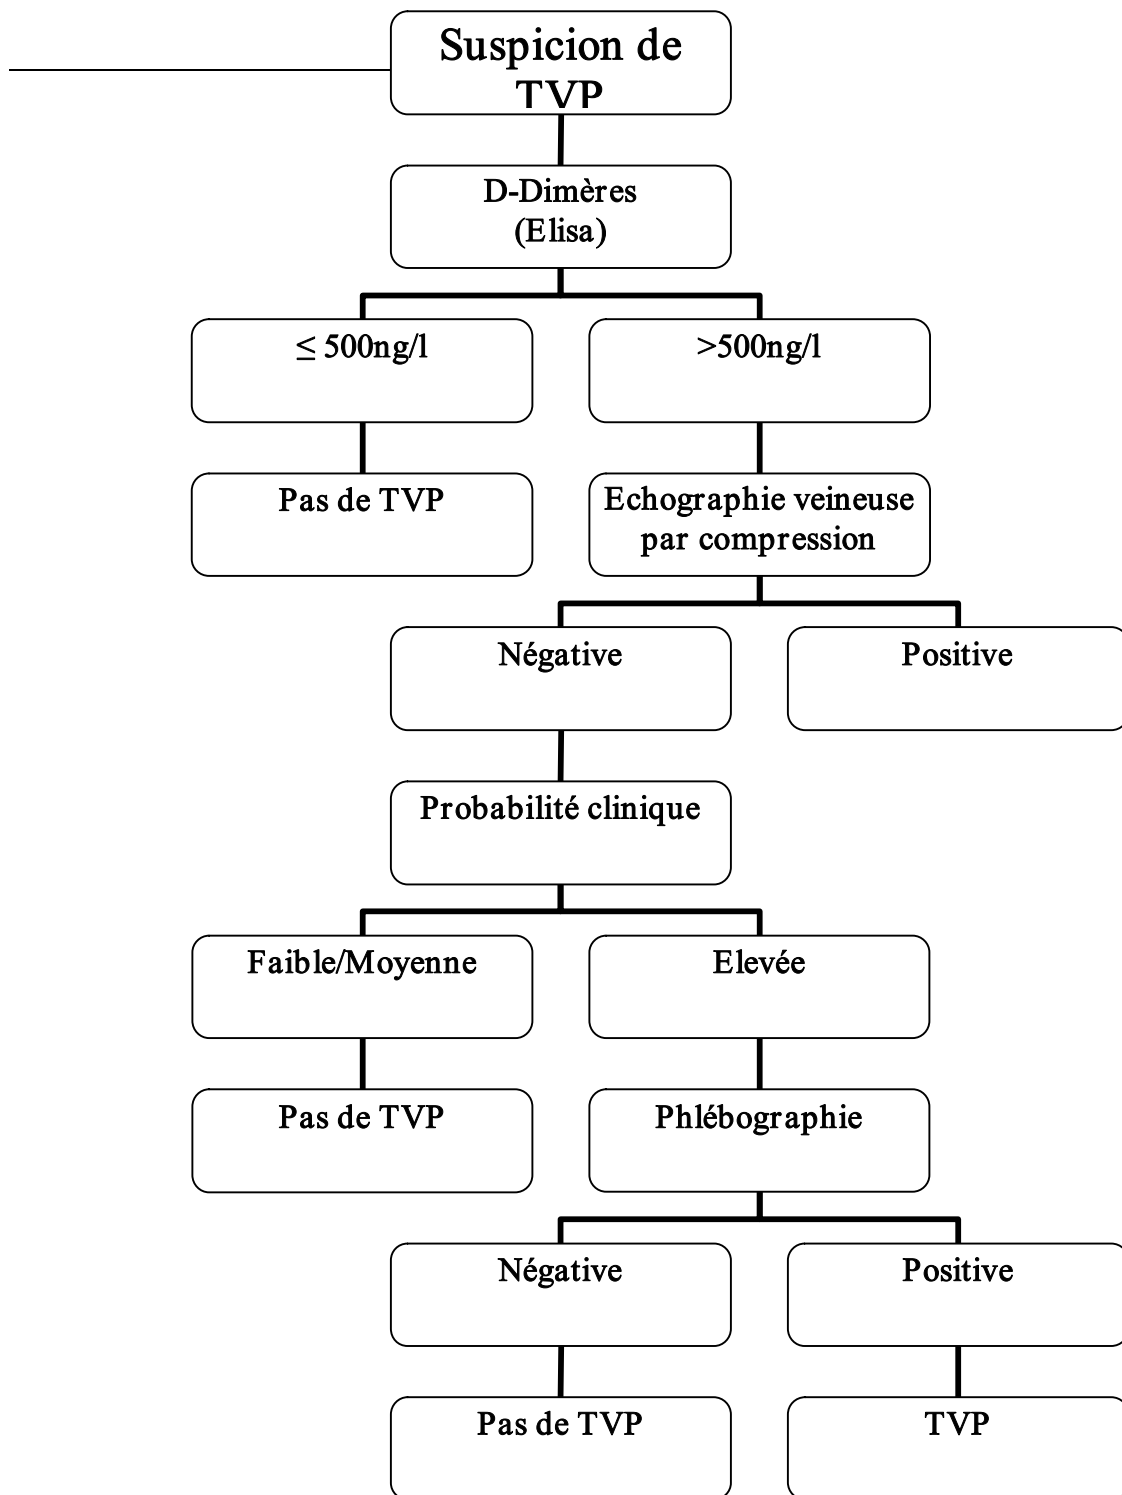 Suspicion de
TVP
D-Dimères
(Elisa)
≤ 500ng/l
>500ng/l
Pas de TVP
Echographie veineuse
par compression
Négative
Positive
Probabilité clinique
Faible/Moyenne
Elevée
Pas de TVP
Phlébographie
Négative
Positive
Pas de TVP
TVP